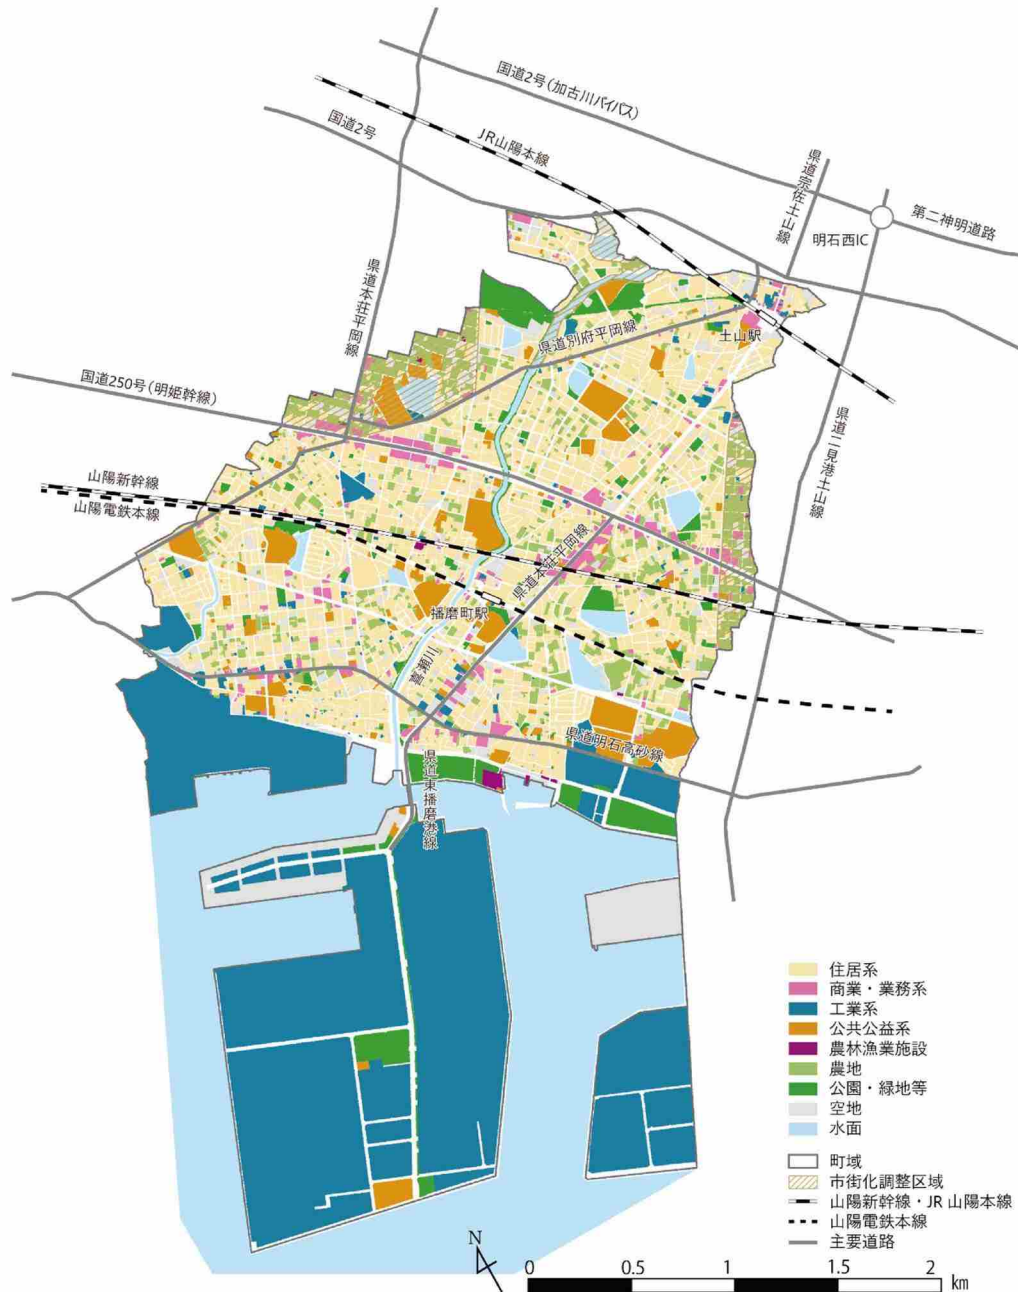 国道2号(加古川バイパス)
国道2号
JR山陽本線
県道宗佐土山線
第二神明道路
明石西IC
県道本荘平岡線
県道別府平岡線
土山駅
国道250号(明姫幹線)
県道二見港土山線
山陽新幹線
山陽電鉄本線
県道本荘平岡線
播磨町駅
喜瀬川
県道明石高砂線
県道東播磨港線
住居系
商業・業務系
工業系
公共公益系
農林漁業施設
農地
公園・緑地等
空地
水面
町域
市街化調整区域
山陽新幹線・JR 山陽本線
山陽電鉄本線
主要道路
N
0 0.5 1 1.5 2
km